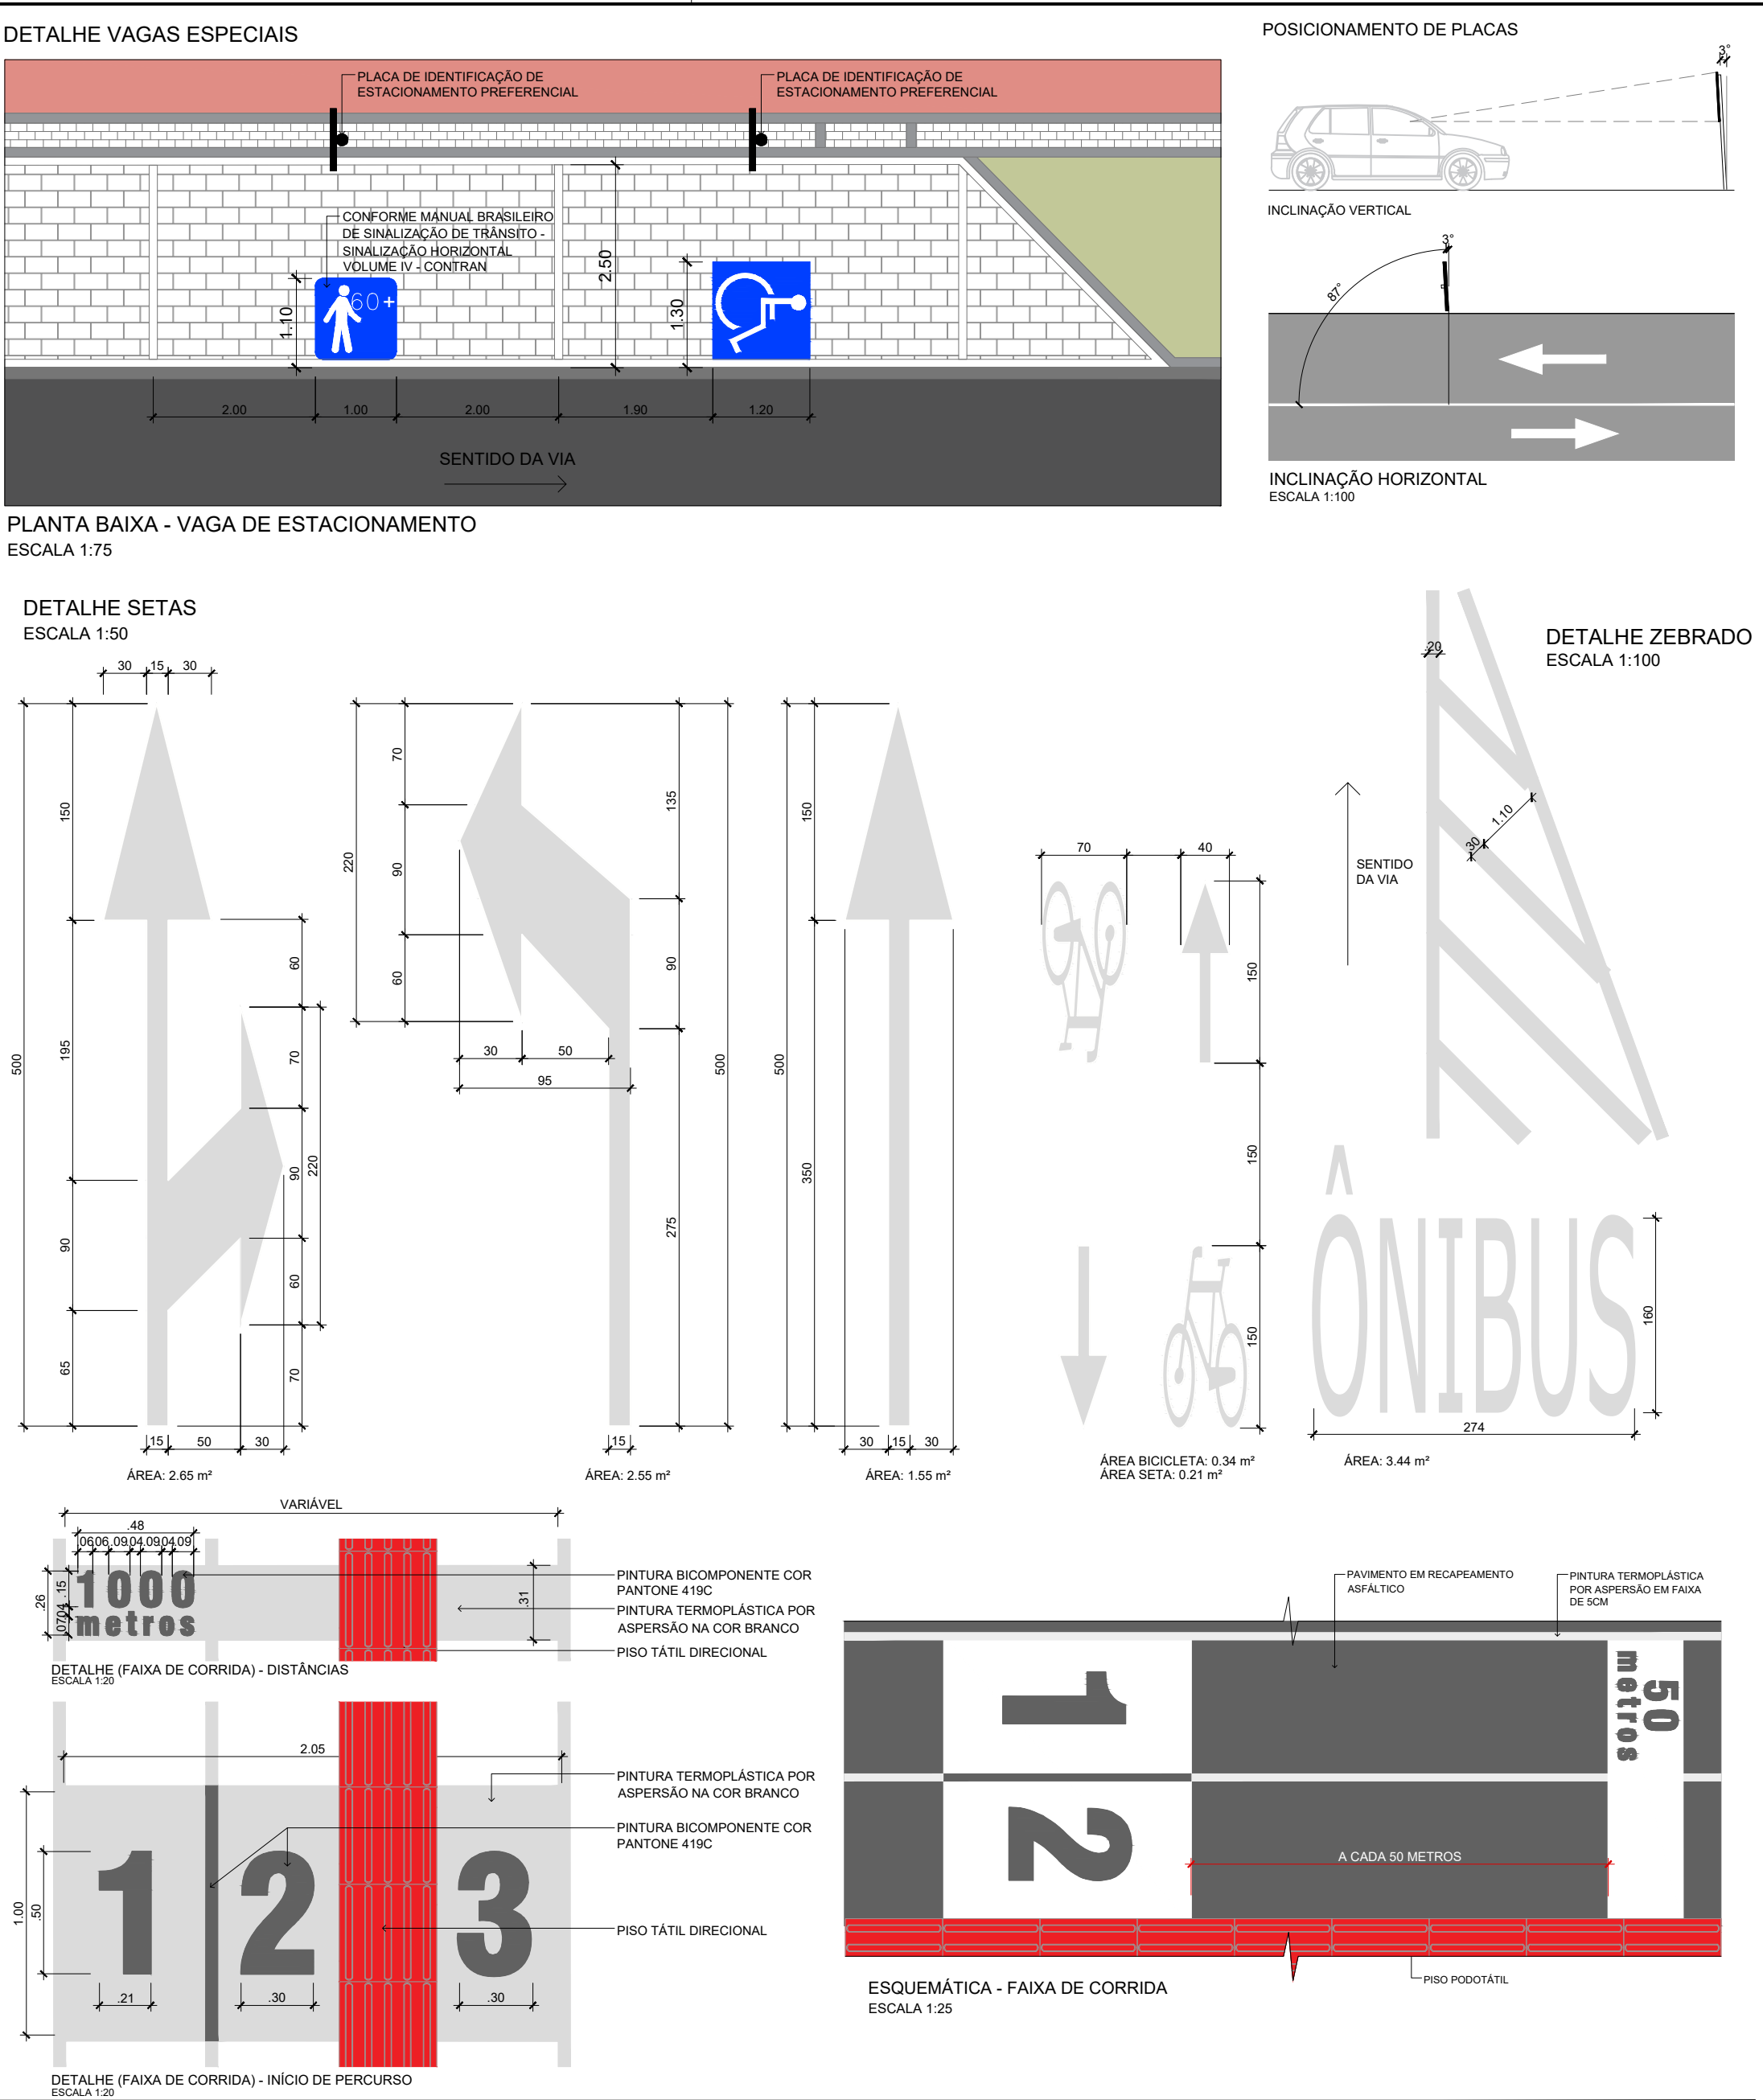 DETALHE VAGAS ESPECIAIS
PLACA DE IDENTIFICAÇÃO DE
ESTACIONAMENTO PREFERENCIAL
PLACA DE IDENTIFICAÇÃO DE
ESTACIONAMENTO PREFERENCIAL
CONFORME MANUAL BRASILEIRO
DE SINALIZAÇÃO DE TRÂNSITO -
SINALIZAÇÃO HORIZONTAL
VOLUME IV - CONTRAN
60+
1.10
2.50
1.30
2.00
1.00
2.00
1.90
1.20
SENTIDO DA VIA
PLANTA BAIXA - VAGA DE ESTACIONAMENTO
ESCALA 1:75
POSICIONAMENTO DE PLACAS
3°
INCLINAÇÃO VERTICAL
3°
87°
INCLINAÇÃO HORIZONTAL
ESCALA 1:100
DETALHE SETAS
ESCALA 1:50
30
15
30
500
150
195
90
65
60
70
90
60
70
220
15
50
30
ÁREA: 2.65 m²
220
70
90
60
135
90
275
500
30
50
95
15
ÁREA: 2.55 m²
500
150
350
30
15
30
ÁREA: 1.55 m²
70
40
150
150
150
ÁREA BICICLETA: 0.34 m²
ÁREA SETA: 0.21 m²
DETALHE ZEBRADO
ESCALA 1:100
.20
1.10
.30
SENTIDO
DA VIA
ÔNIBUS
160
274
ÁREA: 3.44 m²
VARIÁVEL
.48
.06
.06
.09
.04
.09
.04
.09
.26
.15
.04
.07
1000
metros
.31
PINTURA BICOMPONENTE COR
PANTONE 419C
PINTURA TERMOPLÁSTICA POR
ASPERSÃO NA COR BRANCO
PISO TÁTIL DIRECIONAL
DETALHE (FAIXA DE CORRIDA) - DISTÂNCIAS
ESCALA 1:20
2.05
1.00
.50
1
2
3
.21
.30
.30
PINTURA TERMOPLÁSTICA POR
ASPERSÃO NA COR BRANCO
PINTURA BICOMPONENTE COR
PANTONE 419C
PISO TÁTIL DIRECIONAL
DETALHE (FAIXA DE CORRIDA) - INÍCIO DE PERCURSO
ESCALA 1:20
PAVIMENTO EM RECAPEAMENTO
ASFÁLTICO
PINTURA TERMOPLÁSTICA
POR ASPERSÃO EM FAIXA
DE 5CM
1
2
50
metros
A CADA 50 METROS
PISO PODOTÁTIL
ESQUEMÁTICA - FAIXA DE CORRIDA
ESCALA 1:25